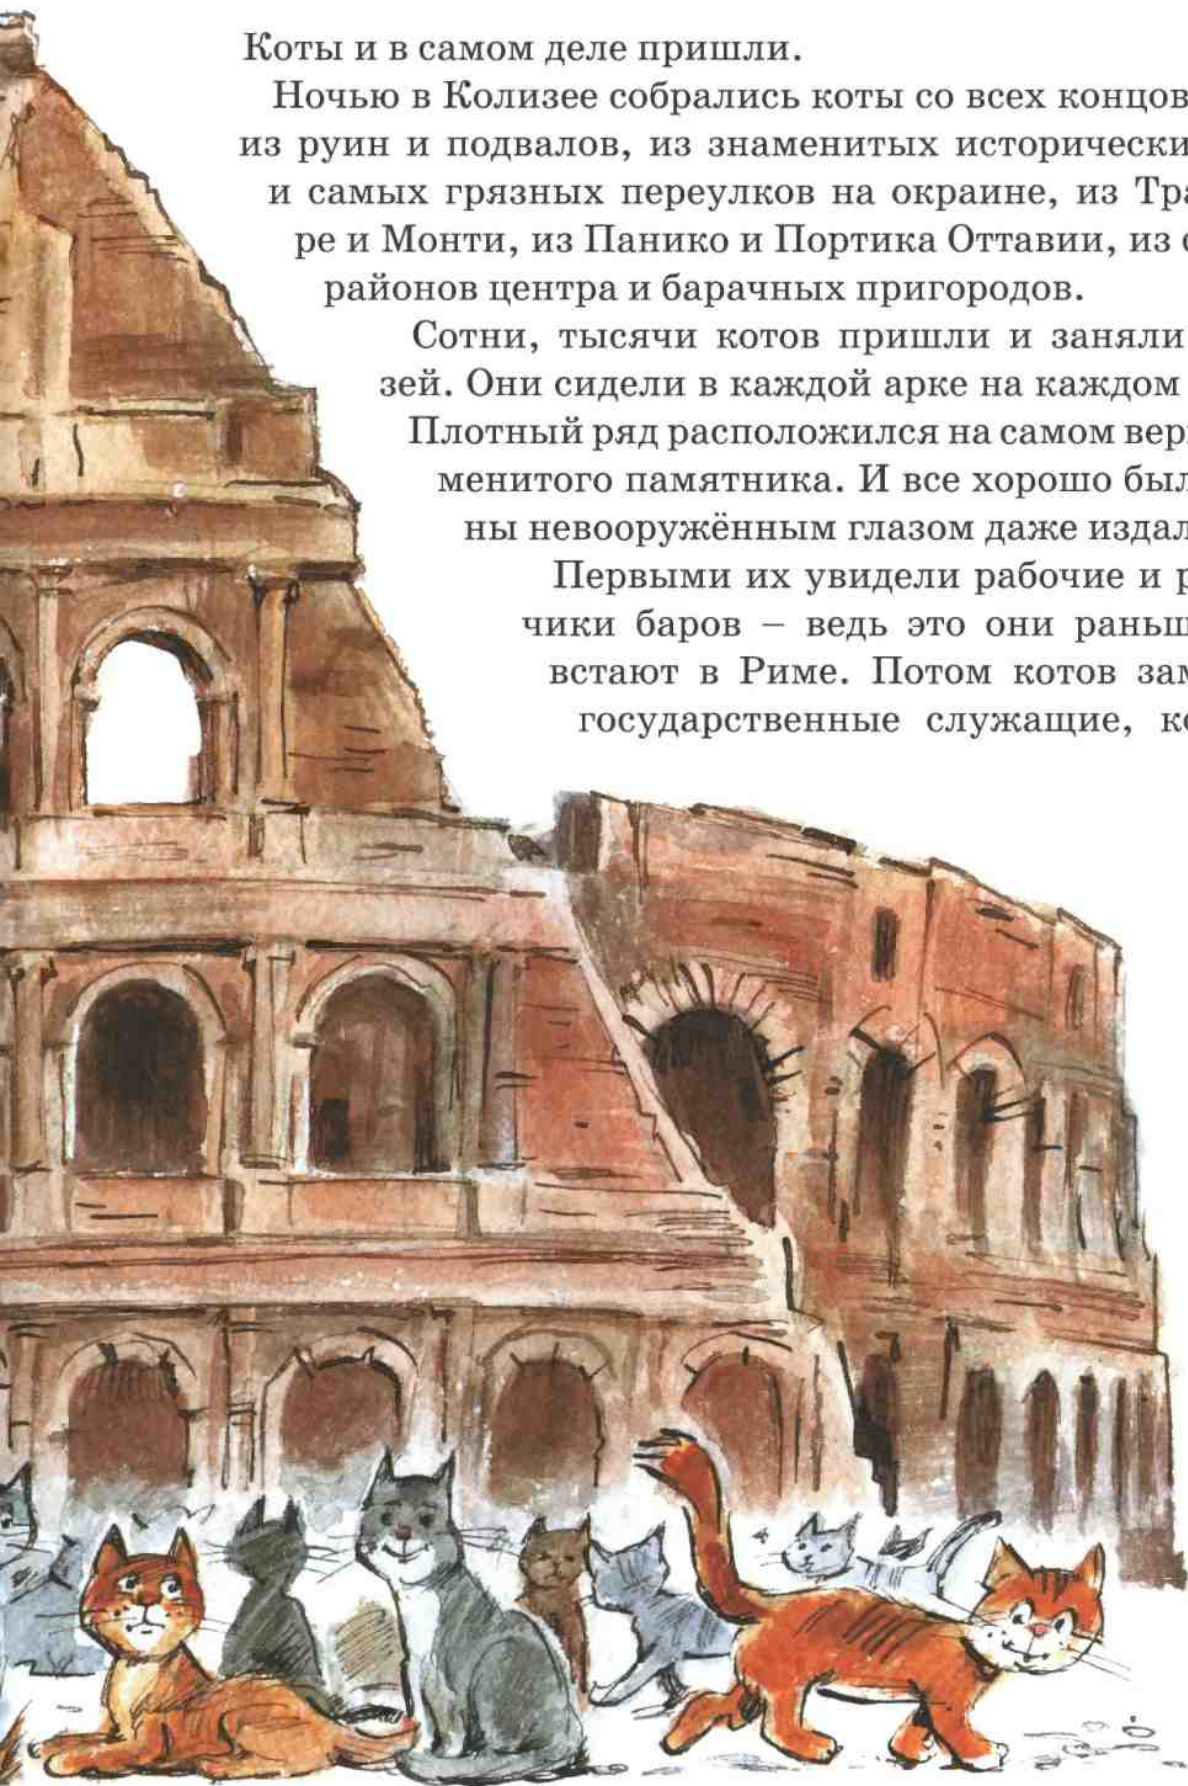 Коты и в самом деле пришли.
Ночью в Колизее собрались коты со всех концов
из руин и подвалов, из знаменитых исторически
и самых грязных переулков на окраине, из Тра
ре и Монти, из Панико и Портика Оттавии, из
районов центра и барачных пригородов.
Сотни, тысячи котов пришли и заняли
зей. Они сидели в каждой арке на каждом
Плотный ряд расположился на самом вер
менитого памятника. И все хорошо был
ны невооружённым глазом даже издал
Первыми их увидели рабочие и р
чики баров – ведь это они раньш
встают в Риме. Потом котов зам
государственные служащие, ко